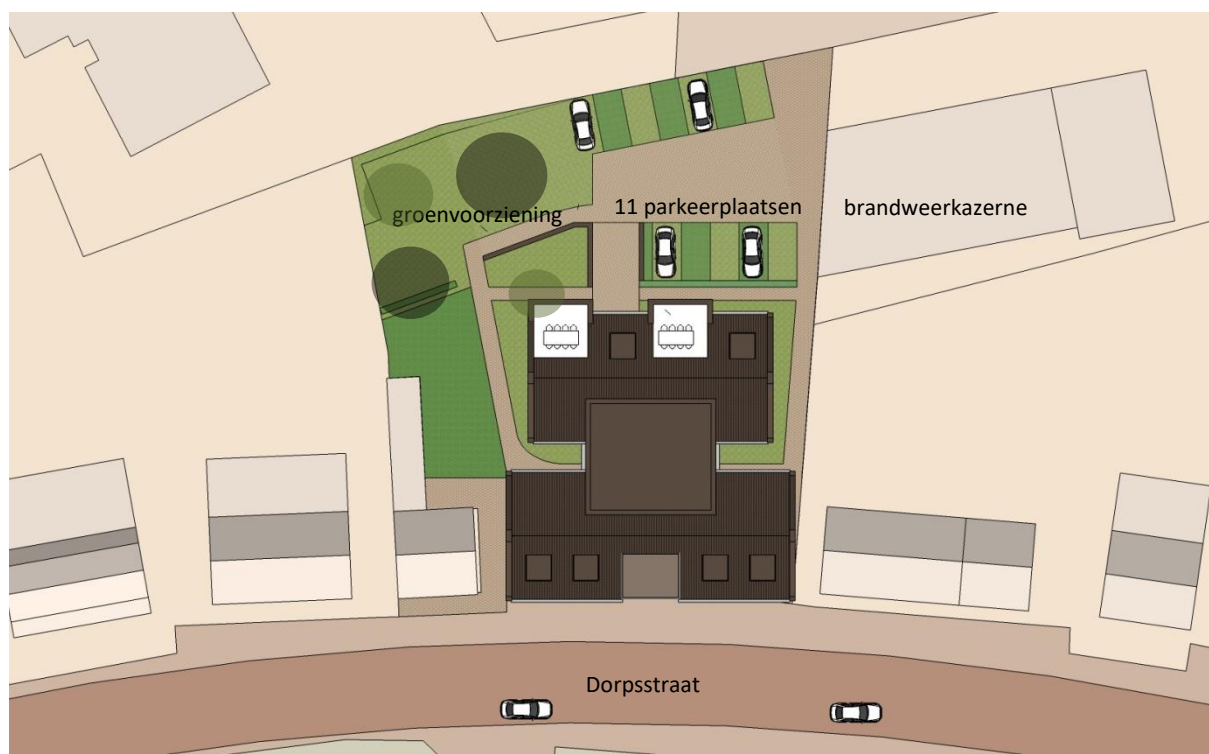 groenvoorziening
11 parkeerplaatsen
brandweerkazerne
Dorpsstraat